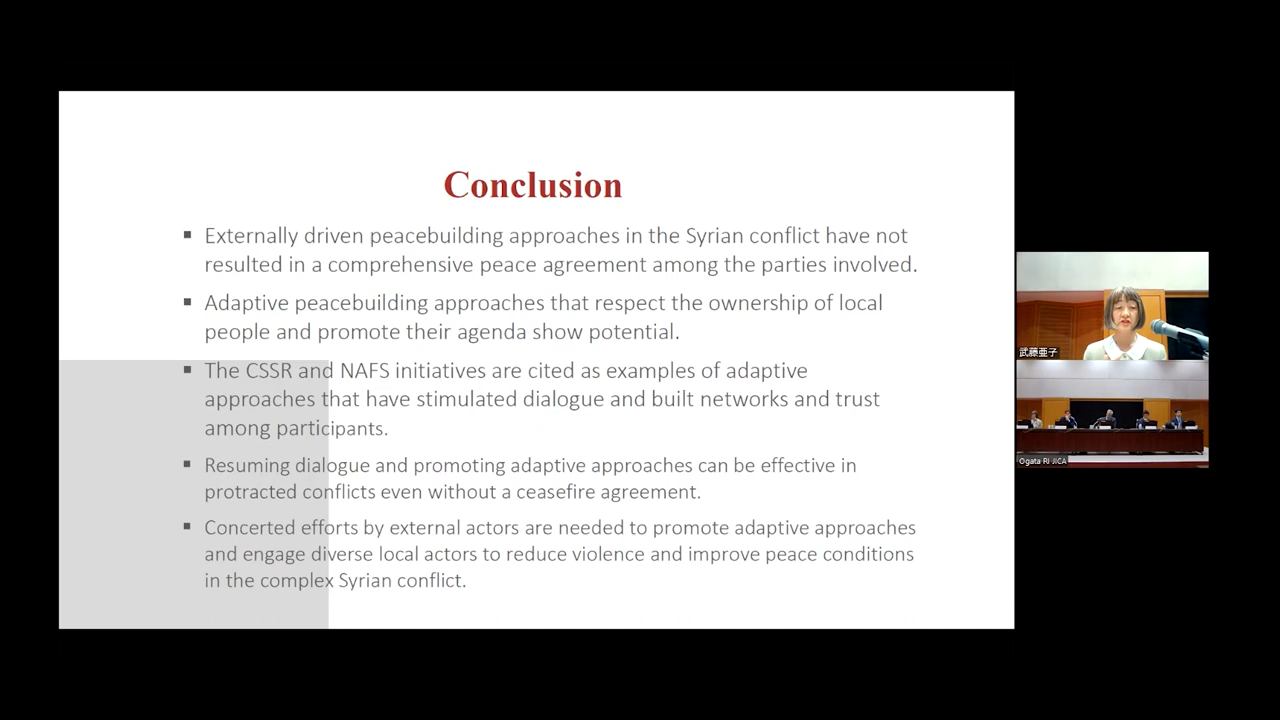 Conclusion
▪ Externally driven peacebuilding approaches in the Syrian conflict have not
resulted in a comprehensive peace agreement among the parties involved.
▪ Adaptive peacebuilding approaches that respect the ownership of local
people and promote their agenda show potential.
▪ The CSSR and NAFS initiatives are cited as examples of adaptive
approaches that have stimulated dialogue and built networks and trust
among participants.
▪ Resuming dialogue and promoting adaptive approaches can be effective in
protracted conflicts even without a ceasefire agreement.
▪ Concerted efforts by external actors are needed to promote adaptive approaches
and engage diverse local actors to reduce violence and improve peace conditions
in the complex Syrian conflict.
武藤亜子
Ogata RI JICA